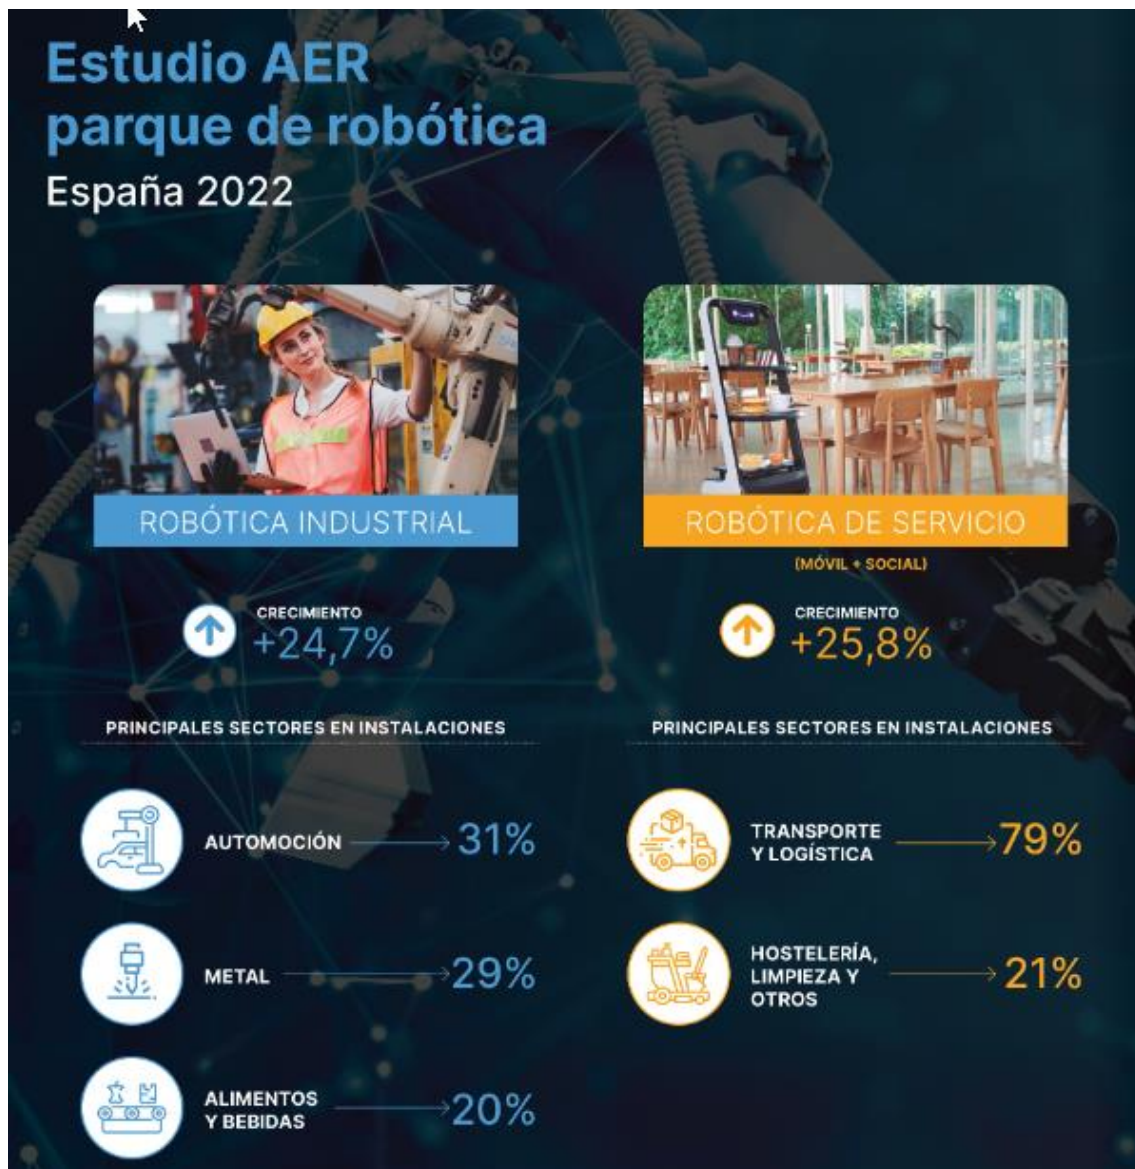 Estudio AER
parque de robótica
España 2022
ROBÓTICA INDUSTRIAL
CRECIMIENTO
+24,7%
PRINCIPALES SECTORES EN INSTALACIONES
AUTOMOCIÓN 31%
METAL 29%
ALIMENTOS
Y BEBIDAS 20%
ROBÓTICA DE SERVICIO
(MÓVIL + SOCIAL)
CRECIMIENTO
+25,8%
PRINCIPALES SECTORES EN INSTALACIONES
TRANSPORTE
Y LOGÍSTICA 79%
HOSTELERÍA,
LIMPIEZA Y
OTROS 21%